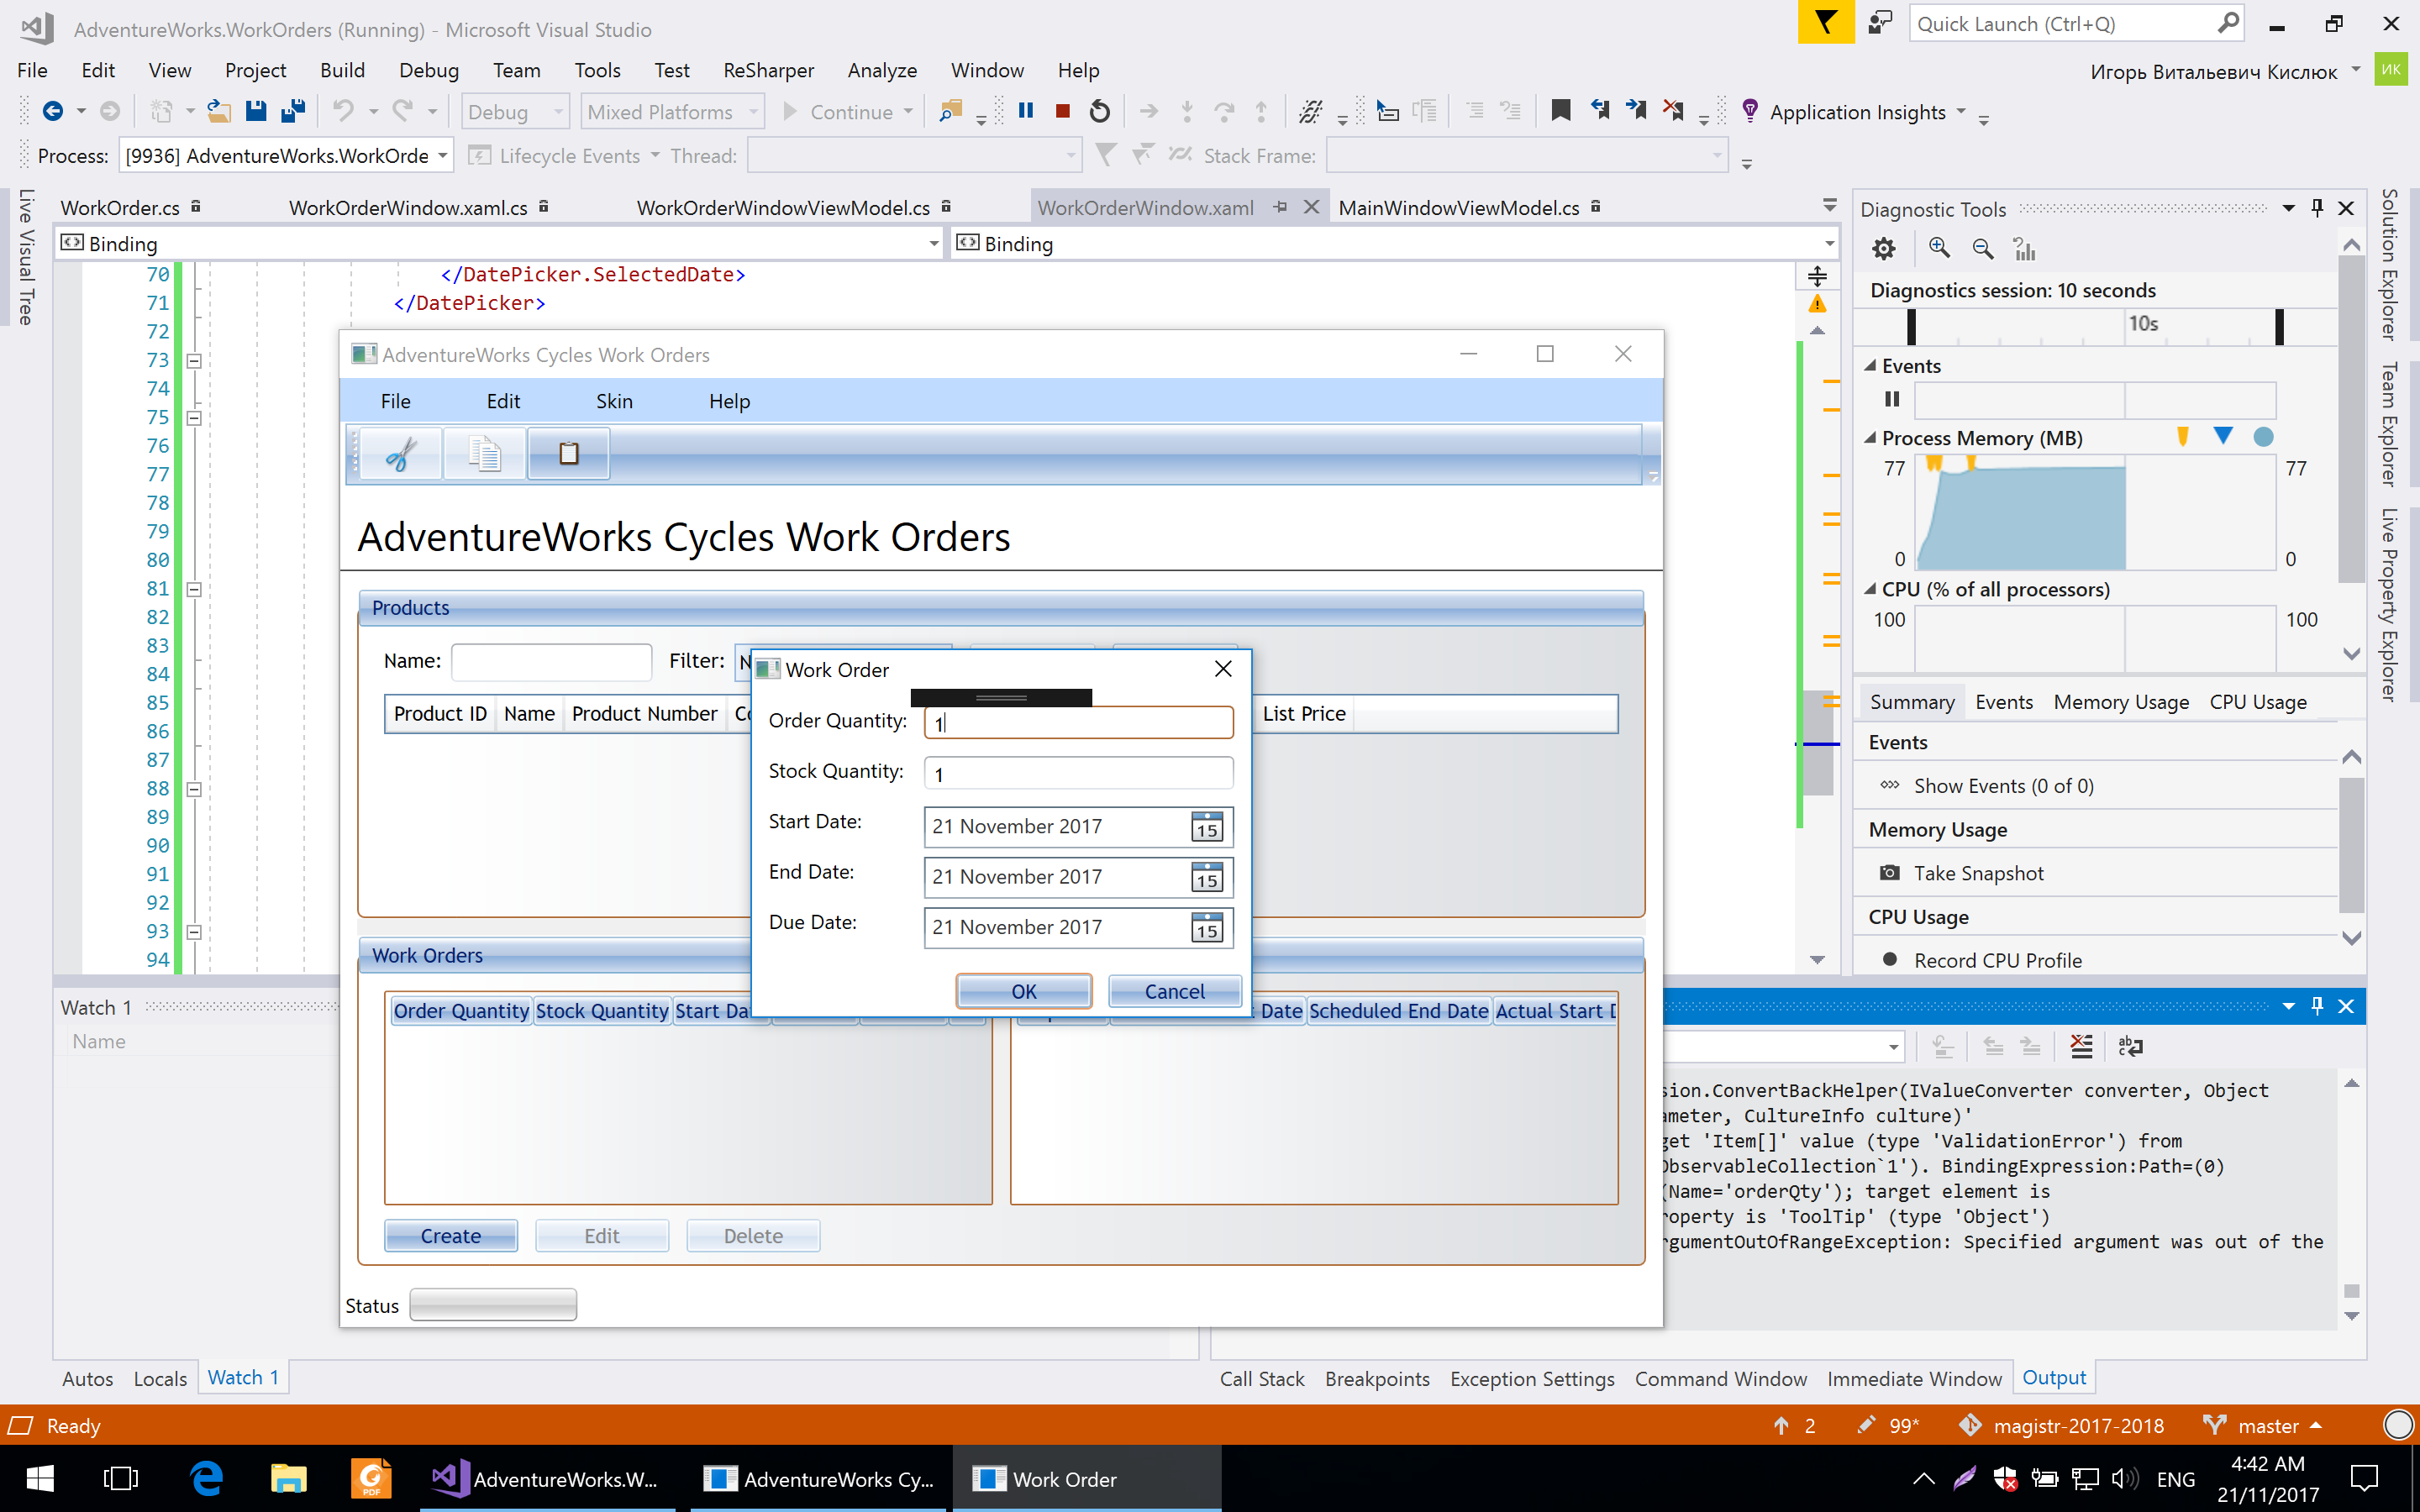 AdventureWorks.WorkOrders (Running) - Microsoft Visual Studio
Quick Launch (Ctrl+Q)
File Edit View Project Build Debug Team Tools Test ReSharper Analyze Window Help
Игорь Витальевич Кислюк ИК
Debug Mixed Platforms Continue Application Insights
Process: [9936] AdventureWorks.WorkOrde Lifecycle Events Thread: Stack Frame:
Live Visual Tree
WorkOrder.cs WorkOrderWindow.xaml.cs WorkOrderWindowViewModel.cs WorkOrderWindow.xaml MainWindowViewModel.cs
Binding Binding
70 </DatePicker.SelectedDate>
71 </DatePicker>
72
73
74
75
76
77
78
79
80
81
82
83
84
85
86
87
88
89
90
91
92
93
94
AdventureWorks Cycles Work Orders
File Edit Skin Help
AdventureWorks Cycles Work Orders
Products
Name: Filter: N
Product ID Name Product Number Co List Price
Work Orders
Order Quantity Stock Quantity Start Da
Date Scheduled End Date Actual Start D
Create Edit Delete
Status
Work Order
Order Quantity: 1
Stock Quantity: 1
Start Date: 21 November 2017 15
End Date: 21 November 2017 15
Due Date: 21 November 2017 15
OK Cancel
Diagnostic Tools
Diagnostics session: 10 seconds
10s
Events
Process Memory (MB)
77 77
0 0
CPU (% of all processors)
100 100
Summary Events Memory Usage CPU Usage
Events
Show Events (0 of 0)
Memory Usage
Take Snapshot
CPU Usage
Record CPU Profile
Solution Explorer
Team Explorer
Live Property Explorer
Watch 1
Name
sion.ConvertBackHelper(IValueConverter converter, Object
ameter, CultureInfo culture)'
get 'Item[]' value (type 'ValidationError') from
ObservableCollection`1'). BindingExpression:Path=(0)
(Name='orderQty'); target element is
roperty is 'ToolTip' (type 'Object')
rgumentOutOfRangeException: Specified argument was out of the
Autos Locals Watch 1
Call Stack Breakpoints Exception Settings Command Window Immediate Window Output
Ready
2 99* magistr-2017-2018 master
PDF
AdventureWorks.W... AdventureWorks Cy... Work Order
ENG
4:42 AM
21/11/2017